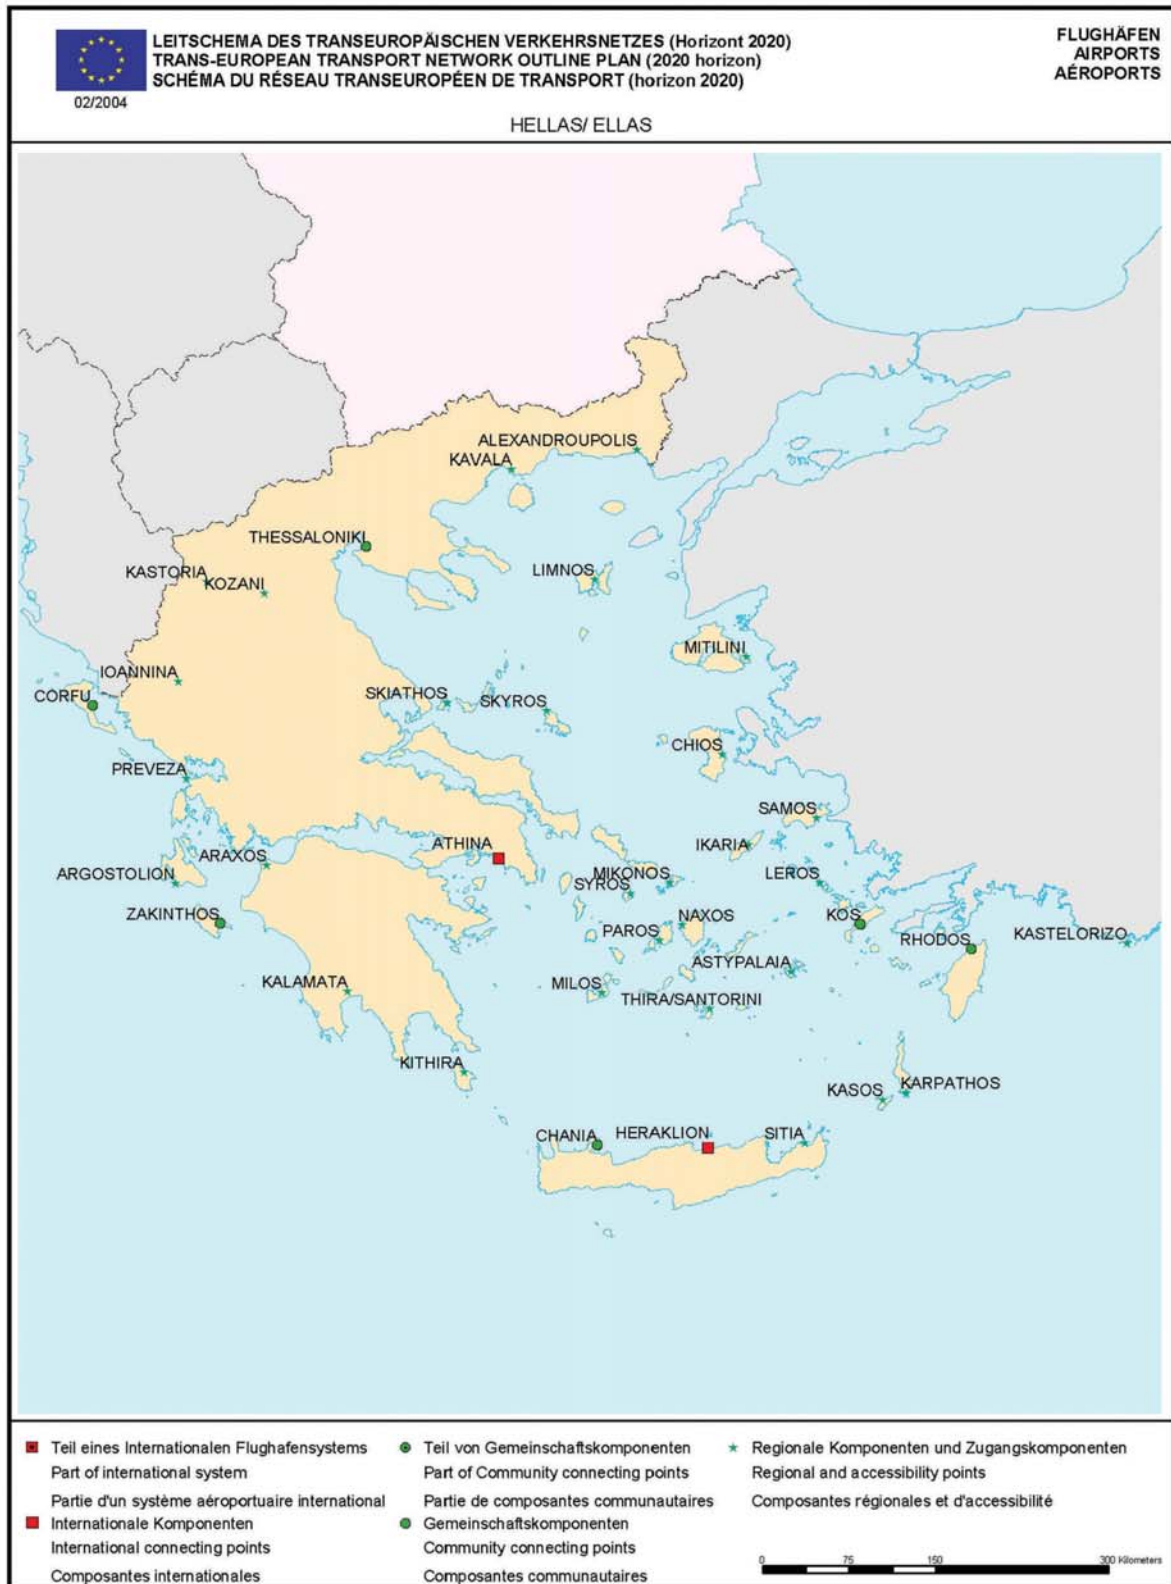 LEITSCHEMA DES TRANSEUROPÄISCHEN VERKEHRSNETZES (Horizont 2020)
TRANS-EUROPEAN TRANSPORT NETWORK OUTLINE PLAN (2020 horizon)
SCHÉMA DU RÉSEAU TRANSEUROPÉEN DE TRANSPORT (horizon 2020)
02/2004
FLUGHÄFEN
AIRPORTS
AÉROPORTS
HELLAS/ ELLAS
ALEXANDROUPOLIS
KAVALA
THESSALONIKI
KASTORIA
KOZANI
LIMNOS
MITILINI
IOANNINA
CORFU
SKIATHOS
SKYROS
CHIOS
PREVEZA
SAMOS
ATHINA
IKARIA
ARAXOS
ARGOSTOLION
MIKONOS
LEROS
SYROS
ZAKINTHOS
NAXOS
KOS
PAROS
RHODOS
KASTELORIZO
ASTYPALAIA
KALAMATA
MILOS
THIRA/SANTORINI
KITHIRA
KASOS
KARPATHOS
CHANIA
HERAKLION
SITIA
Teil eines Internationalen Flughafensystems
Part of international system
Partie d'un système aéroportuaire international
Internationale Komponenten
International connecting points
Composantes internationales
Teil von Gemeinschaftskomponenten
Part of Community connecting points
Partie de composantes communautaires
Gemeinschaftskomponenten
Community connecting points
Composantes communautaires
Regionale Komponenten und Zugangskomponenten
Regional and accessibility points
Composantes régionales et d'accessibilité
0 75 150 300 Kilometers